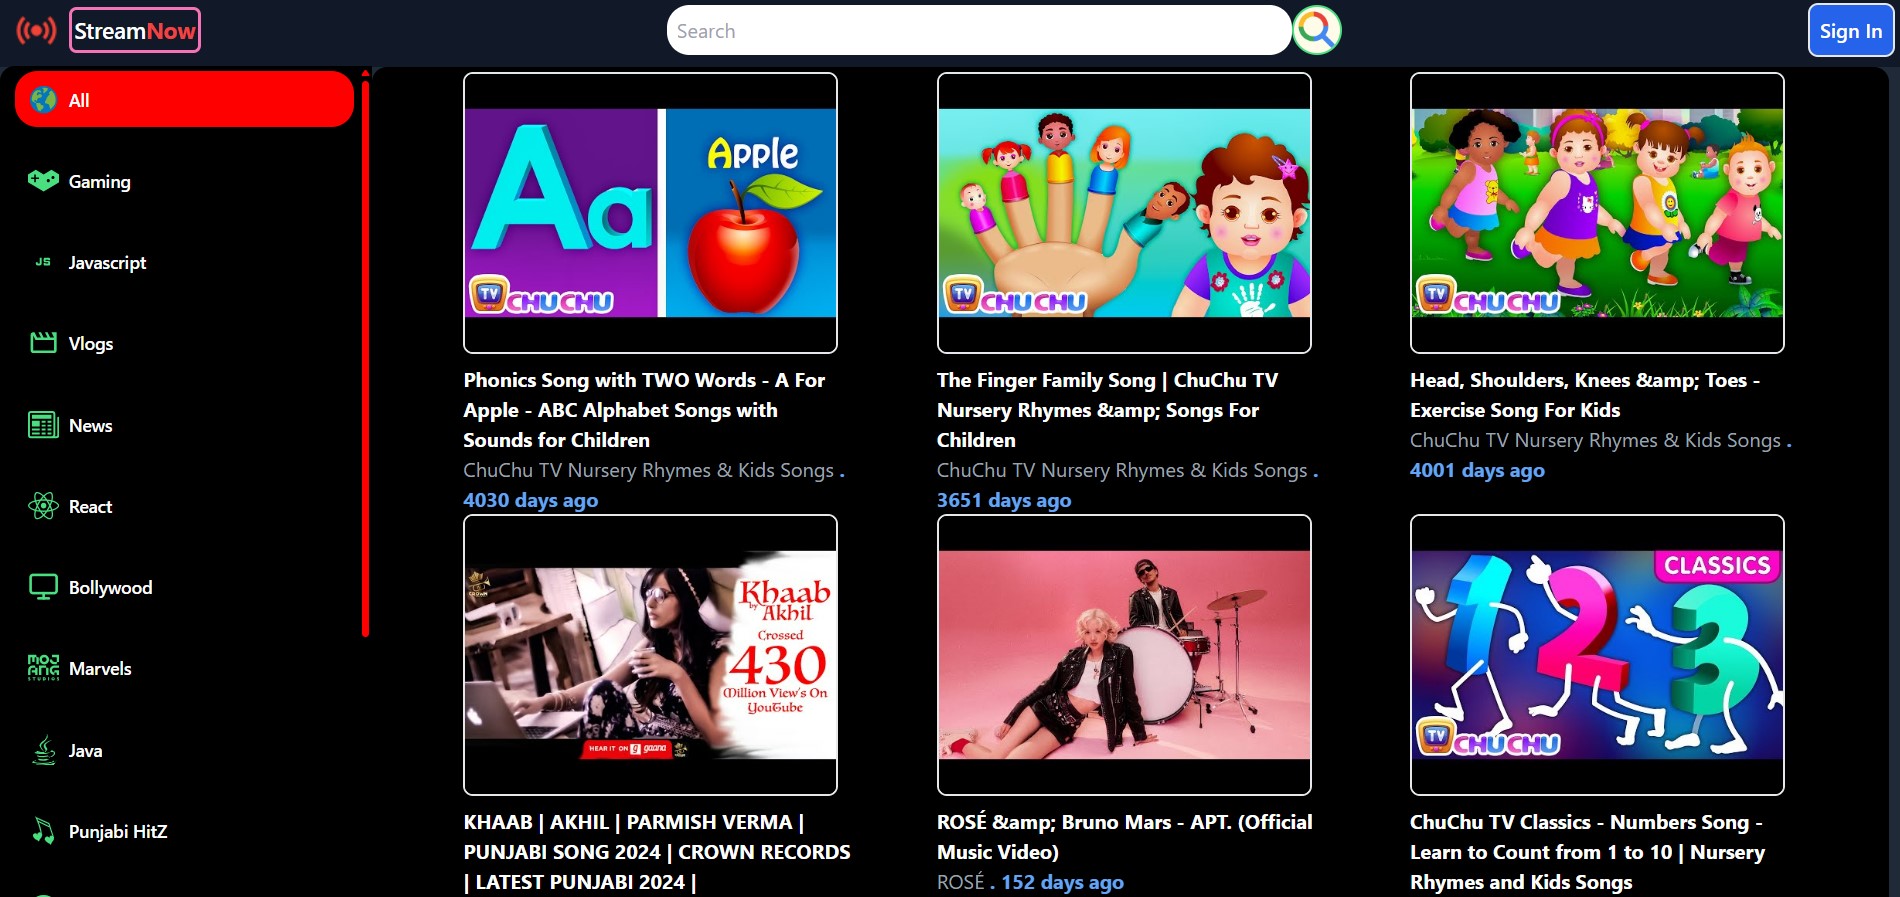 StreamNow
Search
Sign In
All
Gaming
JS Javascript
Vlogs
News
React
Bollywood
MOJANG STUDIOS Marvels
Java
Punjabi HitZ
Aa
Apple
TV CHUCHU
Phonics Song with TWO Words - A For
Apple - ABC Alphabet Songs with
Sounds for Children
ChuChu TV Nursery Rhymes & Kids Songs .
4030 days ago
TV CHUCHU
The Finger Family Song | ChuChu TV
Nursery Rhymes &amp; Songs For
Children
ChuChu TV Nursery Rhymes & Kids Songs .
3651 days ago
TV CHUCHU
Head, Shoulders, Knees &amp; Toes -
Exercise Song For Kids
ChuChu TV Nursery Rhymes & Kids Songs .
4001 days ago
CROWN
Khaab
by Akhil
Crossed
430
Million View's On
YouTube
HEAR IT ON g gaana
KHAAB | AKHIL | PARMISH VERMA |
PUNJABI SONG 2024 | CROWN RECORDS
| LATEST PUNJABI 2024 |
ROSÉ &amp; Bruno Mars - APT. (Official
Music Video)
ROSÉ . 152 days ago
CLASSICS
1 2 3
TV CHUCHU
ChuChu TV Classics - Numbers Song -
Learn to Count from 1 to 10 | Nursery
Rhymes and Kids Songs